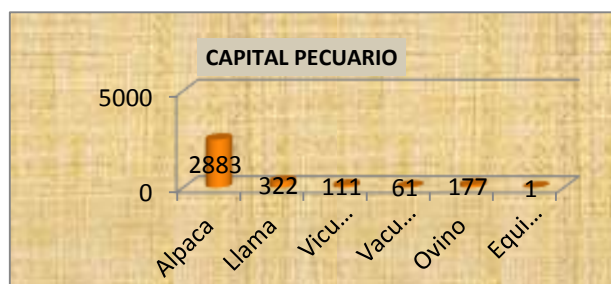 CAPITAL PECUARIO
5000
0
2883
322
111
61
177
1
Alpaca
Llama
Vicu...
Vacu...
Ovino
Equi...